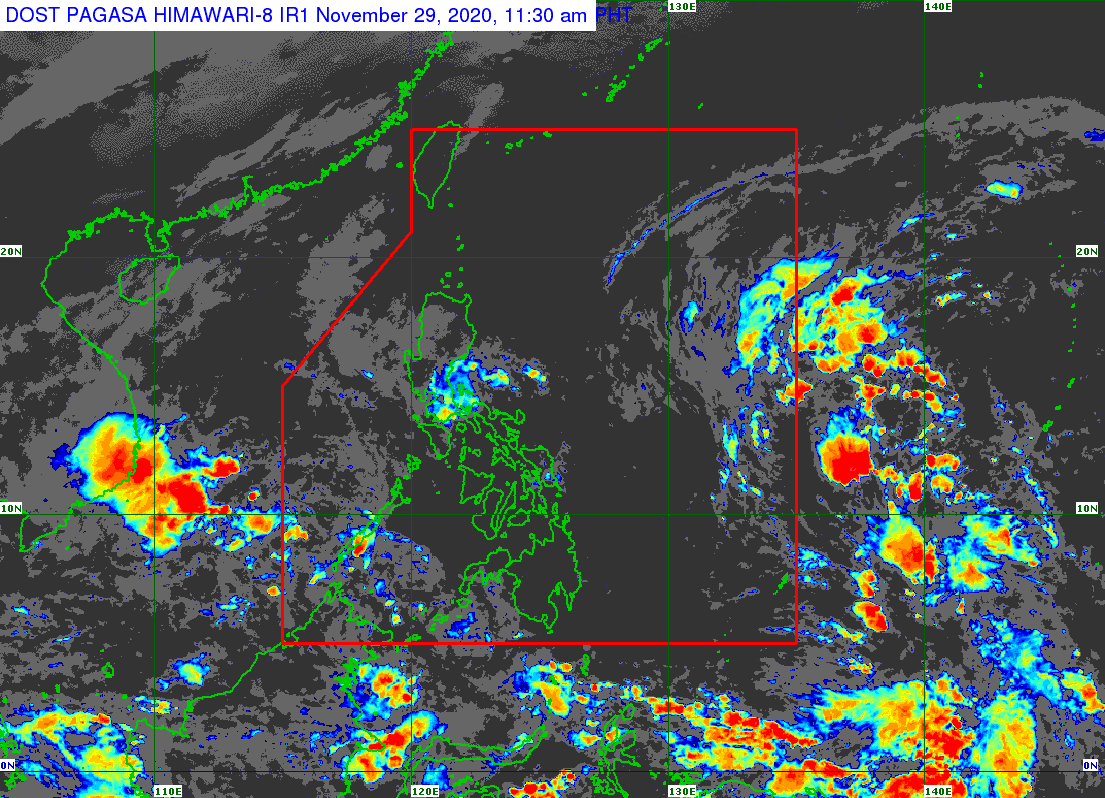 DOST PAGASA HIMAWARI-8 IR1 November 29, 2020, 11:30 am PHT
130E 140E
20N 20N
10N 10N
0N 0N
110E 120E 130E 140E